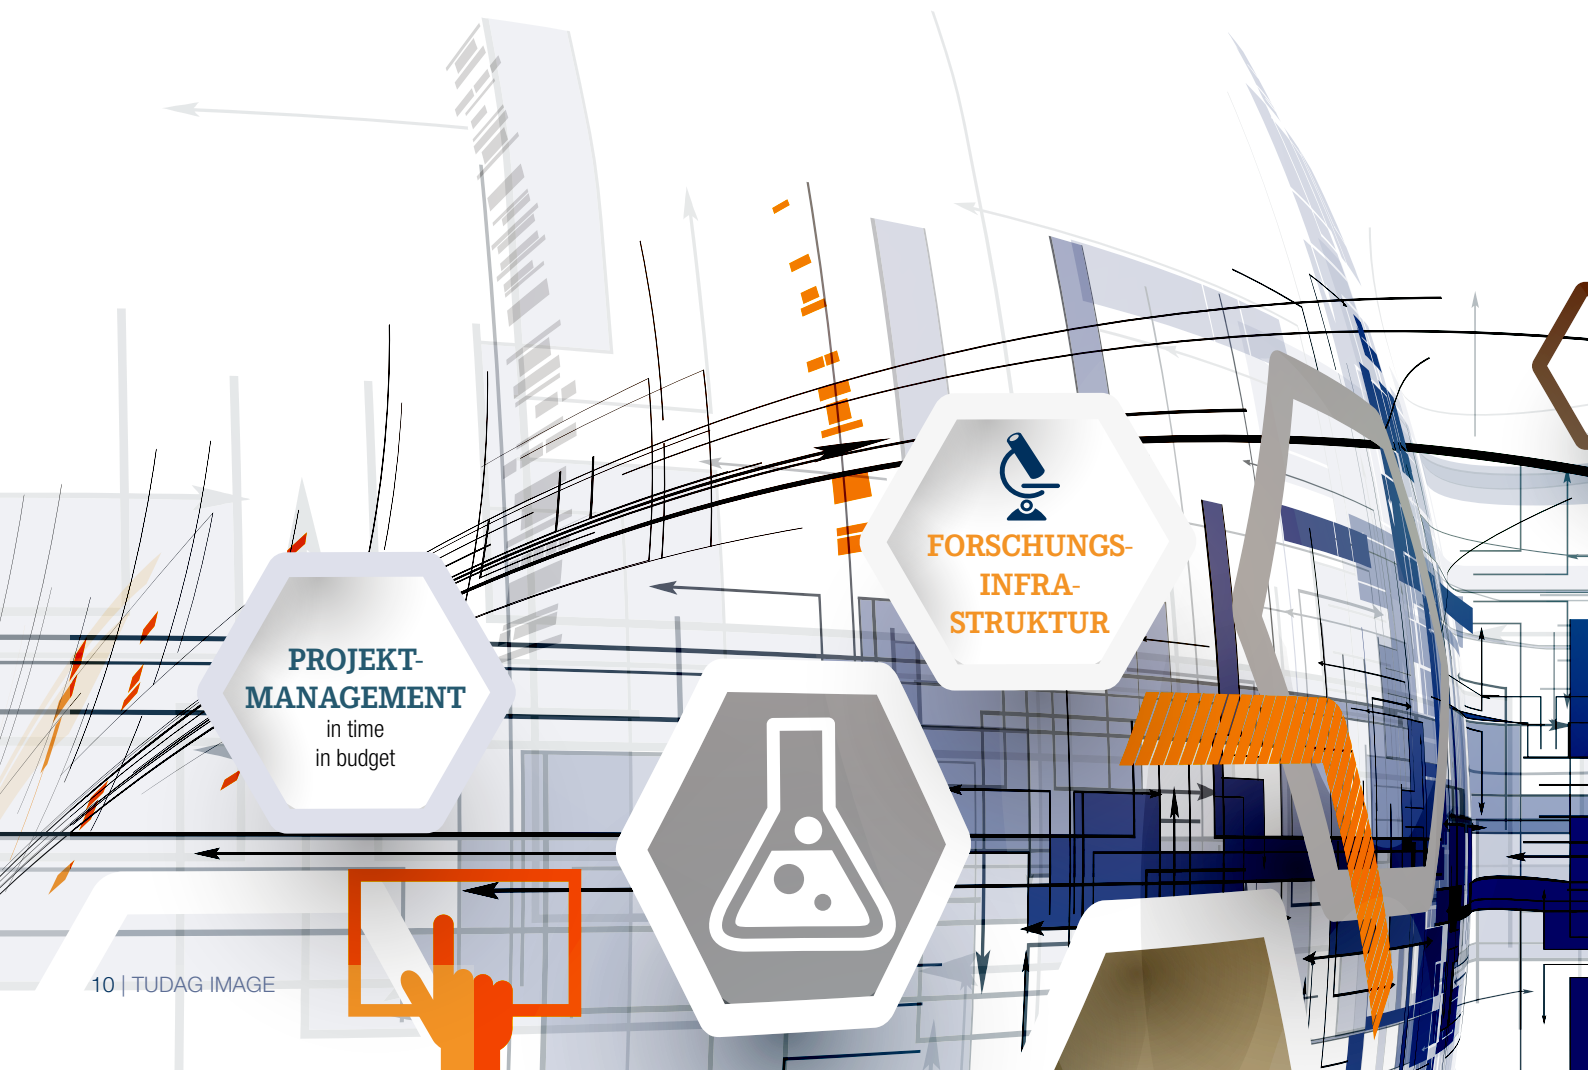 FORSCHUNGS-
INFRA-
STRUKTUR
PROJEKT-
MANAGEMENT
in time
in budget
10 | TUDAG IMAGE